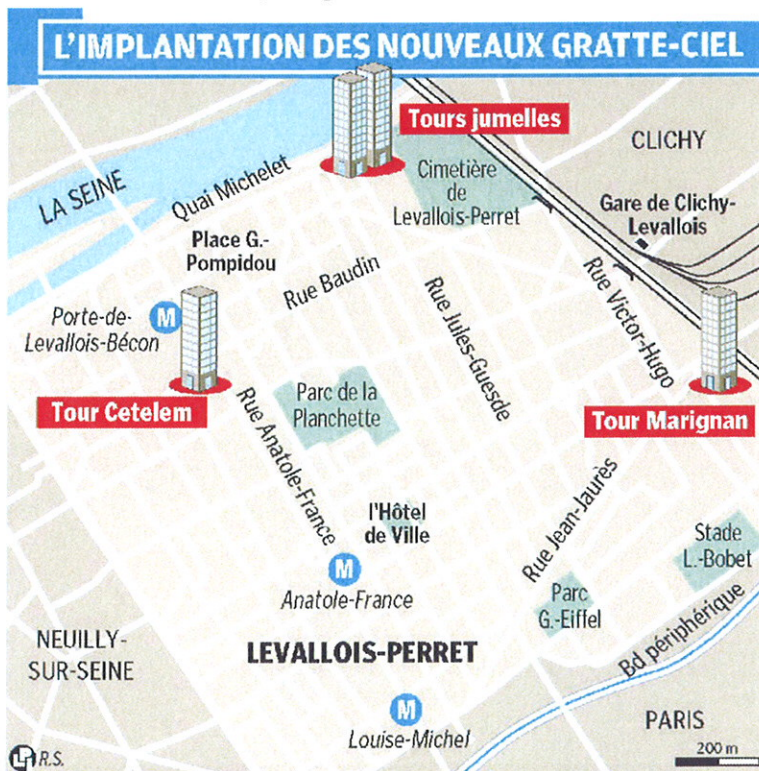 L'IMPLANTATION DES NOUVEAUX GRATTE-CIEL
Tours jumelles
CLICHY
LA SEINE
Quai Michelet
Cimetière
de
Levallois-Perret
Gare de Clichy-
Levallois
Place G.-
Pompidou
Rue Baudin
Rue Jules-Guesde
Rue Victor-Hugo
Porte-de-
Levallois-Bécon
M
Tour Cetelem
Rue Anatole-France
Parc de la
Planchette
Tour Marignan
l'Hôtel
de Ville
Rue Jean-Jaurès
Stade
L.-Bobet
M
Anatole-France
Parc
G.-Eiffel
Bd périphérique
NEUILLY-
SUR-SEINE
LEVALLOIS-PERRET
M
Louise-Michel
PARIS
200 m
R.S.